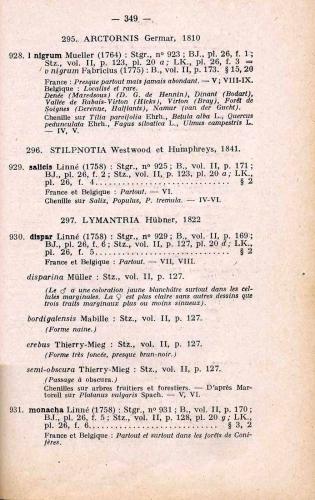 — 349 —
295. ARCTORNIS Germar, 1810
928. l nigrum Mueller (1764) : Stgr., n° 923 ; BJ., pl. 26, f. 1 ;
Stz., vol. II, p. 123, pl. 20 a ; LK., pl. 26, f. 3 =
v nigrum Fabricius (1775) : B., vol. II, p. 173. § 15, 20
France : Presque partout mais jamais abondant. — V ; VIII-IX.
Belgique : Localisé et rare.
Denée (Maredsous) (D. G. de Hennin), Dinant (Bodart),
Vallée de Rabais-Virton (Hicks), Virton (Bray), Forêt de
Soignes (Derenne, Halflants), Namur (van der Capellen).
Chenille sur Tilia parvifolia Ehrh., Betula alba L., Quercus
pedunculata Ehrh., Fagus silvatica L., Ulmus campestris L.
— IV, V.
296. STILPNOTIA Westwood et Humphreys, 1841.
929. salicis Linné (1758) : Stgr., n° 925 ; B., vol. II, p. 171 ;
BJ., pl. 26, f. 2 ; Stz., vol. II, p. 123, pl. 20 a ; LK.,
pl. 26, f. 4 .......... § 2
France et Belgique : Partout. — VI.
Chenille sur Salix, Populus, P. tremula. — IV-VI.
297. LYMANTRIA Hübner, 1822
930. dispar Linné (1758) : Stgr., n° 929 ; B., vol. II, p. 169 ;
BJ., pl. 26, f. 6 ; Stz., vol. II, p. 127, pl. 20 d ; LK.,
pl. 26, f. 5 .......... § 2
France et Belgique : Partout. — VII, VIII.
disparina Müller : Stz., vol. II, p. 127.
(Le ♂ a une coloration jaune blanchâtre surtout dans les cel-
lules marginales. La ♀ est plus claire sans autres dessins que
trois traits marginaux plus ou moins sinueux).
bordigalensis Mabille : Stz., vol. II, p. 127.
(Forme naine.)
erebus Thierry-Mieg : Stz., vol. II, p. 127.
(Forme très foncée, presque brun-noir.)
semi-obscura Thierry-Mieg : Stz., vol. II, p. 127.
(Passage à obscura.)
Chenille sur arbres fruitiers et forestiers. — D'après Mar-
torell sur Platanus vulgaris Spach. — V, VI.
931. monacha Linné (1758) : Stgr., n° 931 ; B., vol. II, p. 170 ;
BJ., pl. 26, f. 5 ; Stz., vol. II, p. 128, pl. 20 g ; LK.,
pl. 26, f. 6 .......... § 3, 2
France et Belgique : Partout et surtout dans les forêts de Coni-
fères.